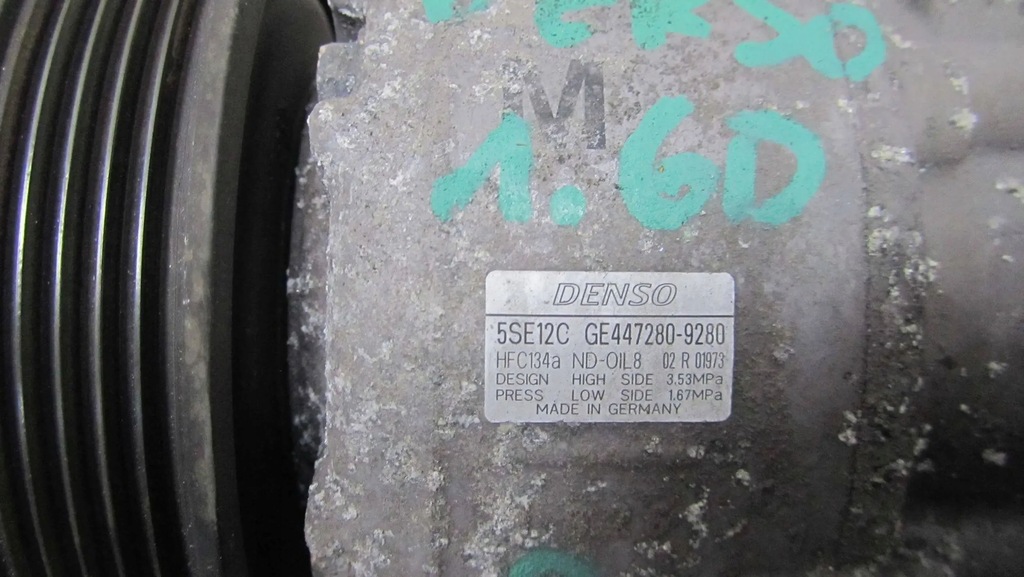 VERSO
M
1.6D
DENSO
5SE12C GE447280-9280
HFC134a ND-OIL8 02 R 01973
DESIGN HIGH SIDE 3.53MPa
PRESS LOW SIDE 1.67MPa
MADE IN GERMANY